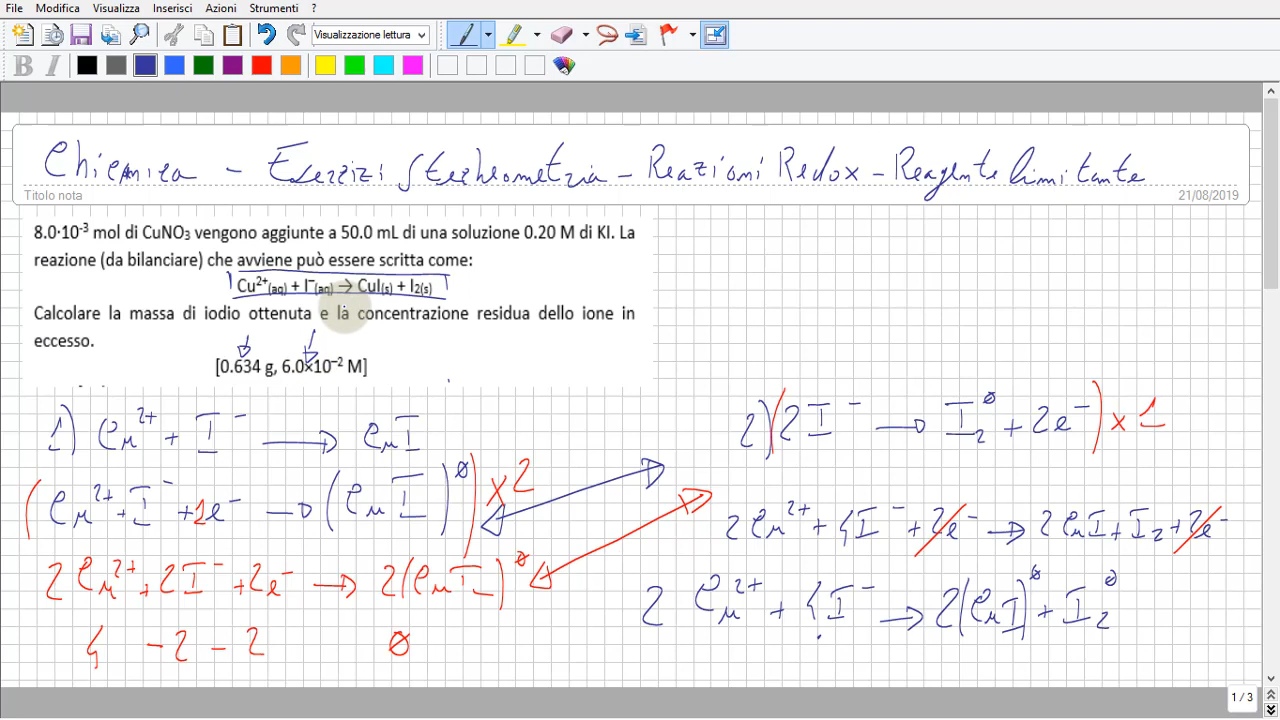 File Modifica Visualizza Inserisci Azioni Strumenti ?
Visualizzazione lettura
B I
Chimica - Esercizi Stechiometria - Reazioni Redox - Reagente limitante
Titolo nota 21/08/2019
8.0·10⁻³ mol di CuNO₃ vengono aggiunte a 50.0 mL di una soluzione 0.20 M di KI. La
reazione (da bilanciare) che avviene può essere scritta come:
Cu²⁺(aq) + I⁻(aq) → CuI(s) + I₂(s)
Calcolare la massa di iodio ottenuta e la concentrazione residua dello ione in
eccesso.
[0.634 g, 6.0×10⁻² M]
1) Cu²⁺ + I⁻ → CuI
(Cu²⁺ + I⁻ + 1e⁻ → (CuI)⁰) x 2
2Cu²⁺ + 2I⁻ + 2e⁻ → 2(CuI)⁰
4 - 2 - 2 0
2) (2I⁻ → I₂⁰ + 2e⁻) x 1
2Cu²⁺ + 4I⁻ + 2e⁻ → 2CuI + I₂ + 2e⁻
2Cu²⁺ + 4I⁻ → 2(CuI)⁰ + I₂⁰
1 / 3